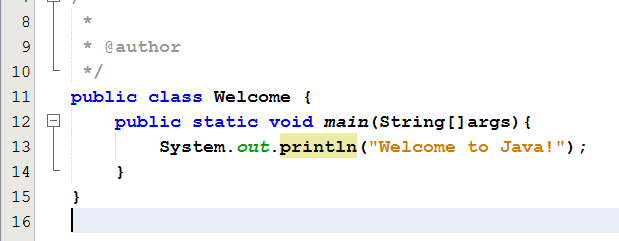 8 *
9 * @author
10 */
11 public class Welcome {
12 public static void main(String[]args){
13 System.out.println("Welcome to Java!");
14 }
15 }
16